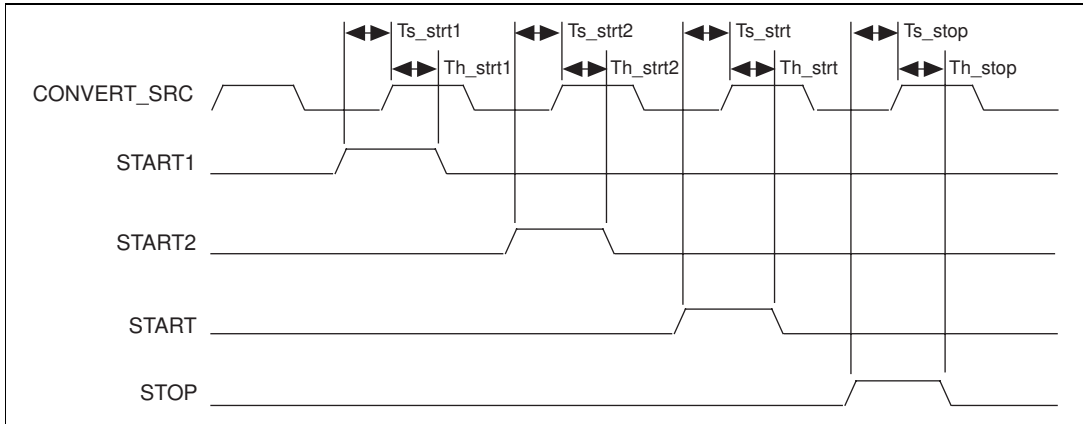 Ts_strt1 Ts_strt2 Ts_strt Ts_stop
Th_strt1 Th_strt2 Th_strt Th_stop
CONVERT_SRC
START1
START2
START
STOP